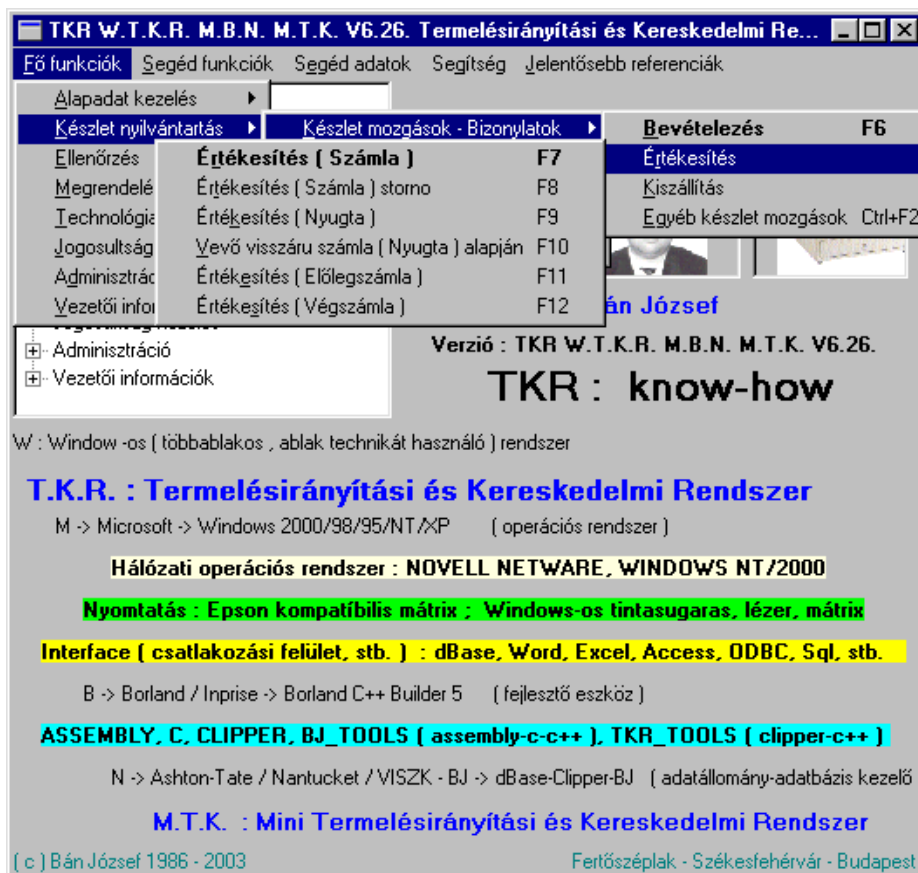 TKR W.T.K.R. M.B.N. M.T.K. V6.26. Termelésirányítási és Kereskedelmi Re...
Fő funkciók Segéd funkciók Segéd adatok Segítség Jelentősebb referenciák
Alapadat kezelés
Készlet nyilvántartás
Ellenőrzés
Megrendelé
Technológia
Jogosultság
Adminisztrác
Vezetői infor
Készlet mozgások - Bizonylatok
Bevételezés F6
Értékesítés
Kiszállítás
Egyéb készlet mozgások Ctrl+F2
Értékesítés ( Számla ) F7
Értékesítés ( Számla ) storno F8
Értékesítés ( Nyugta ) F9
Vevő visszáru számla ( Nyugta ) alapján F10
Értékesítés ( Előlegszámla ) F11
Értékesítés ( Végszámla ) F12
Adminisztráció
Vezetői információk
án József
Verzió : TKR W.T.K.R. M.B.N. M.T.K. V6.26.
TKR : know-how
W : Window -os ( többablakos , ablak technikát használó ) rendszer
T.K.R. : Termelésirányítási és Kereskedelmi Rendszer
M -> Microsoft -> Windows 2000/98/95/NT/XP ( operációs rendszer )
Hálózati operációs rendszer : NOVELL NETWARE, WINDOWS NT/2000
Nyomtatás : Epson kompatíbilis mátrix ; Windows-os tintasugaras, lézer, mátrix
Interface ( csatlakozási felület, stb. ) : dBase, Word, Excel, Access, ODBC, Sql, stb.
B -> Borland / Inprise -> Borland C++ Builder 5 ( fejlesztő eszköz )
ASSEMBLY, C, CLIPPER, BJ_TOOLS ( assembly-c-c++ ), TKR_TOOLS ( clipper-c++ )
N -> Ashton-Tate / Nantucket / VISZK - BJ -> dBase-Clipper-BJ ( adatállomány-adatbázis kezelő
M.T.K. : Mini Termelésirányítási és Kereskedelmi Rendszer
( c ) Bán József 1986 - 2003 Fertőszéplak - Székesfehérvár - Budapest